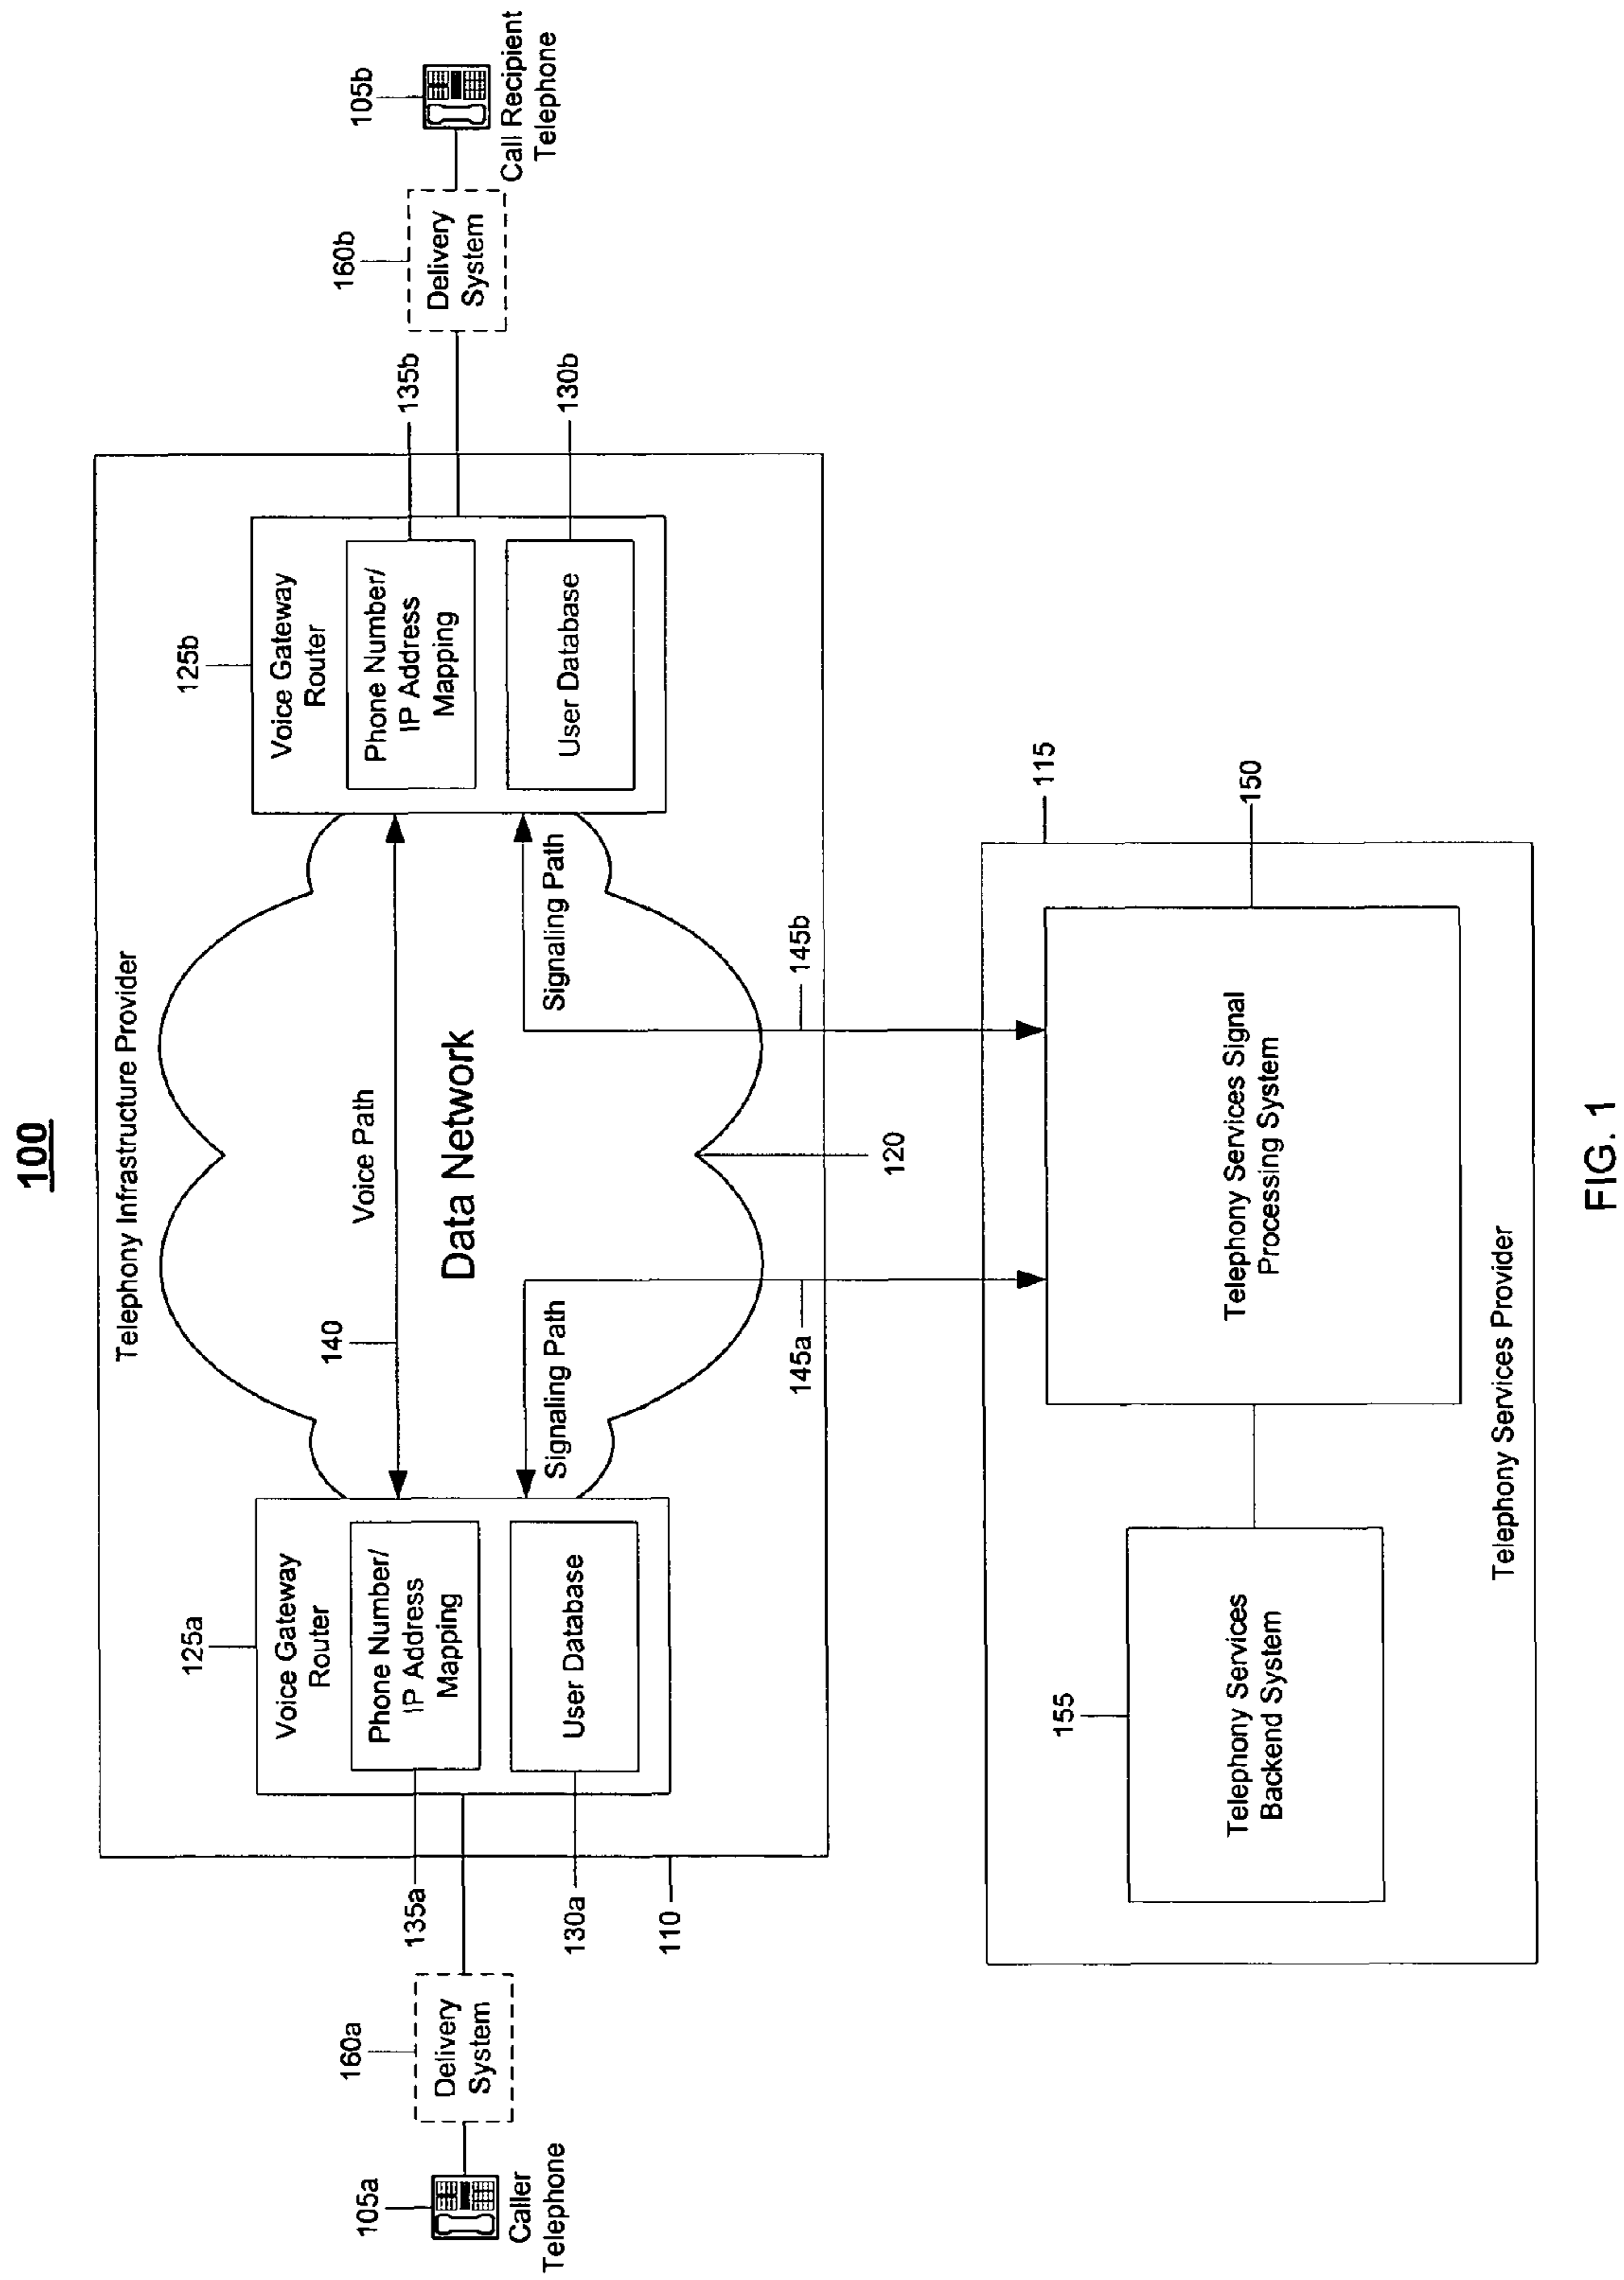 100
Telephony Infrastructure Provider
125a
125b
Voice Gateway
Router
Phone Number/
IP Address
Mapping
User Database
140
Voice Path
Data Network
Signaling Path
Signaling Path
Voice Gateway
Router
Phone Number/
IP Address
Mapping
User Database
160a
160b
105a
105b
Delivery
System
Delivery
System
Caller
Telephone
Call Recipient
Telephone
135a
135b
130a
130b
110
145a
145b
120
115
155
150
Telephony Services
Backend System
Telephony Services Signal
Processing System
Telephony Services Provider
FIG. 1